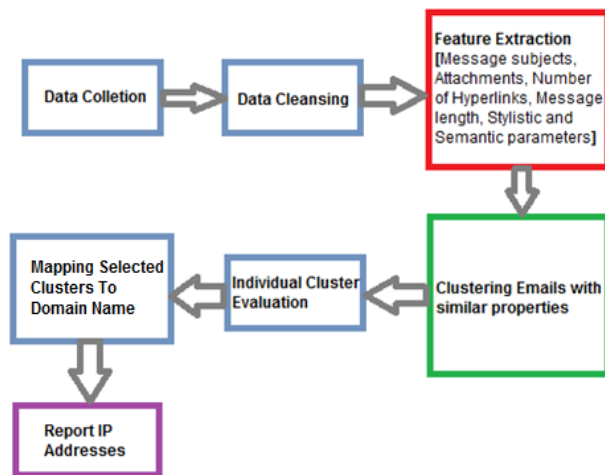 Data Colletion
Data Cleansing
Feature Extraction
[Message subjects,
Attachments, Number
of Hyperlinks, Message
length, Stylistic and
Semantic parameters]
Clustering Emails with
similar properties
Individual Cluster
Evaluation
Mapping Selected
Clusters To
Domain Name
Report IP
Addresses